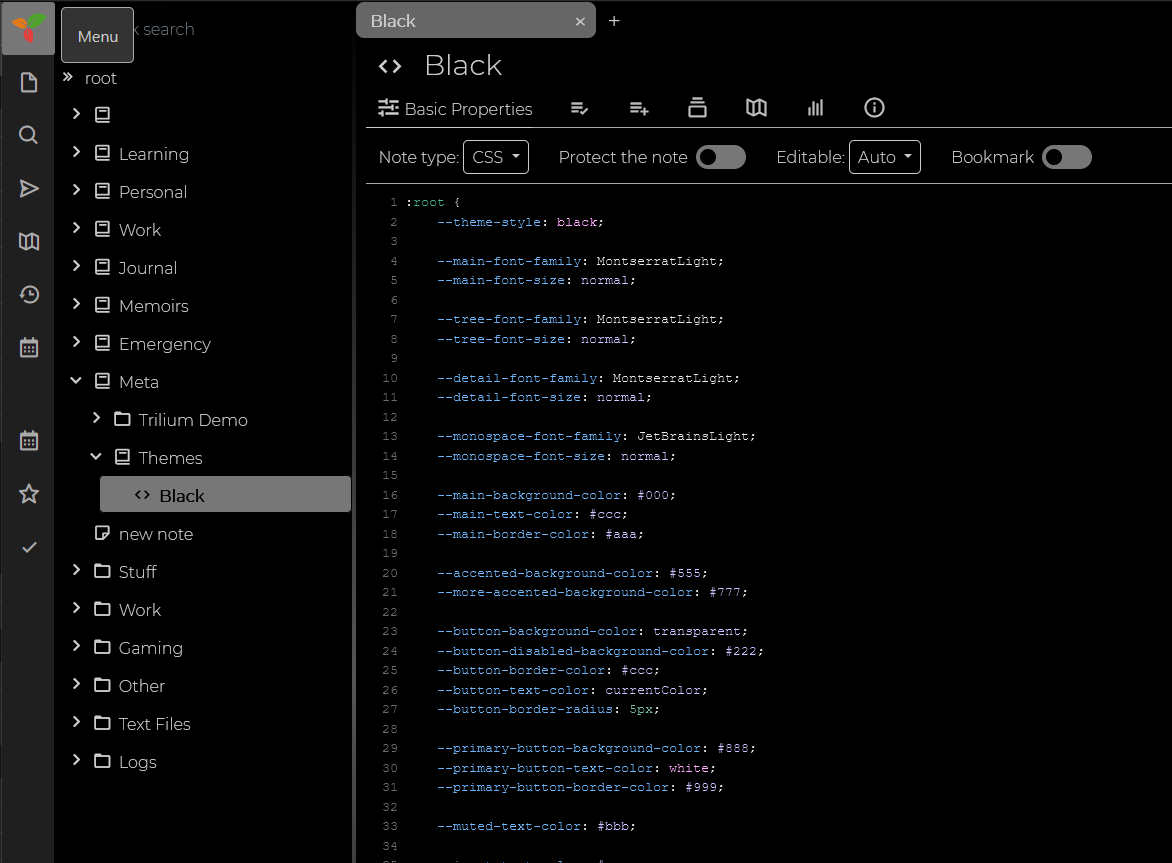 Menu
search
root
Learning
Personal
Work
Journal
Memoirs
Emergency
Meta
Trilium Demo
Themes
Black
new note
Stuff
Work
Gaming
Other
Text Files
Logs
Black × +
Black
Basic Properties
Note type: CSS Protect the note Editable: Auto Bookmark
1 :root {
2 --theme-style: black;
3
4 --main-font-family: MontserratLight;
5 --main-font-size: normal;
6
7 --tree-font-family: MontserratLight;
8 --tree-font-size: normal;
9
10 --detail-font-family: MontserratLight;
11 --detail-font-size: normal;
12
13 --monospace-font-family: JetBrainsLight;
14 --monospace-font-size: normal;
15
16 --main-background-color: #000;
17 --main-text-color: #ccc;
18 --main-border-color: #aaa;
19
20 --accented-background-color: #555;
21 --more-accented-background-color: #777;
22
23 --button-background-color: transparent;
24 --button-disabled-background-color: #222;
25 --button-border-color: #ccc;
26 --button-text-color: currentColor;
27 --button-border-radius: 5px;
28
29 --primary-button-background-color: #888;
30 --primary-button-text-color: white;
31 --primary-button-border-color: #999;
32
33 --muted-text-color: #bbb;
34